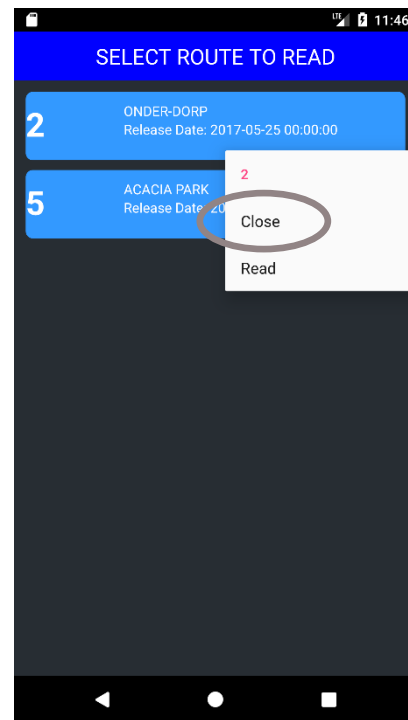 LTE 11:46
SELECT ROUTE TO READ
2
ONDER-DORP
Release Date: 2017-05-25 00:00:00
5
ACACIA PARK
Release Date: 20
2
Close
Read